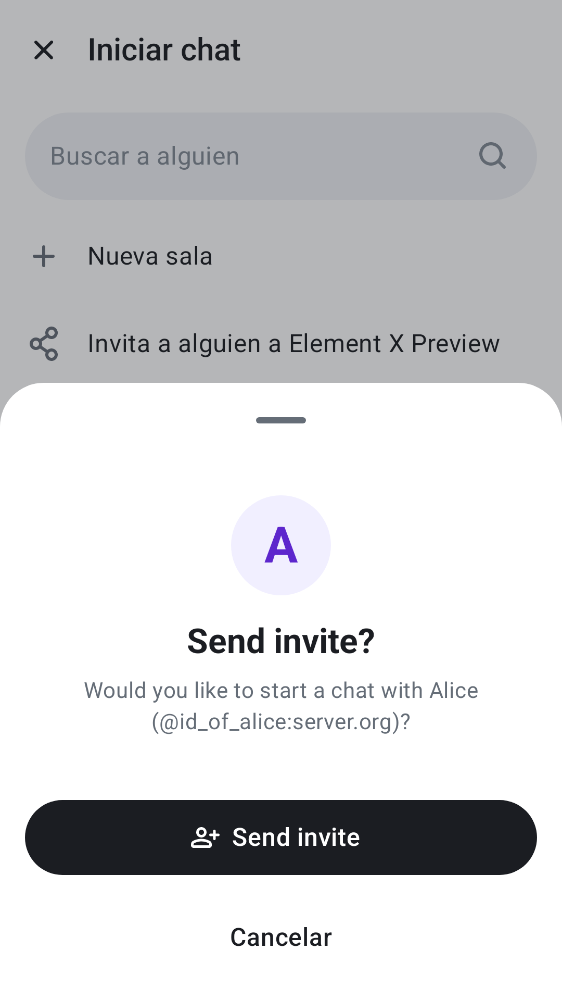 Iniciar chat
Buscar a alguien
Nueva sala
Invita a alguien a Element X Preview
A
Send invite?
Would you like to start a chat with Alice
(@id_of_alice:server.org)?
Send invite
Cancelar